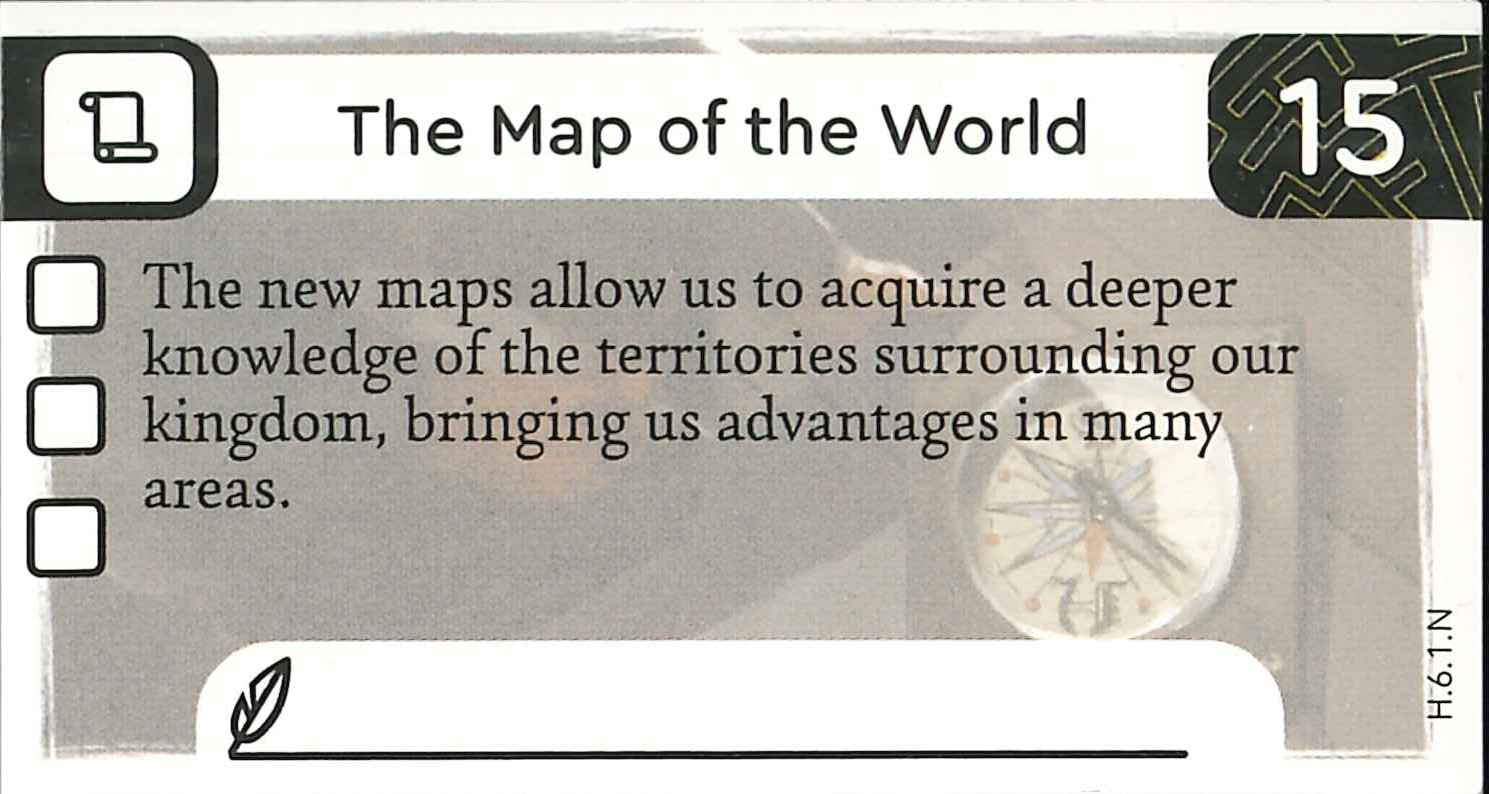 The Map of the World
15
The new maps allow us to acquire a deeper
knowledge of the territories surrounding our
kingdom, bringing us advantages in many
areas.
H.6.1.N